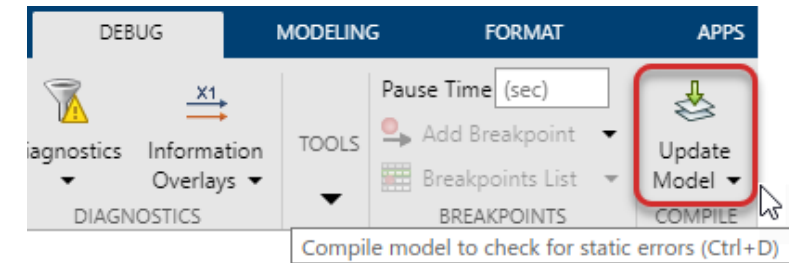 DEBUG MODELING FORMAT APPS
Pause Time (sec)
X1
Add Breakpoint
iagnostics Information TOOLS Update
Overlays Breakpoints List Model
DIAGNOSTICS BREAKPOINTS COMPILE
Compile model to check for static errors (Ctrl+D)